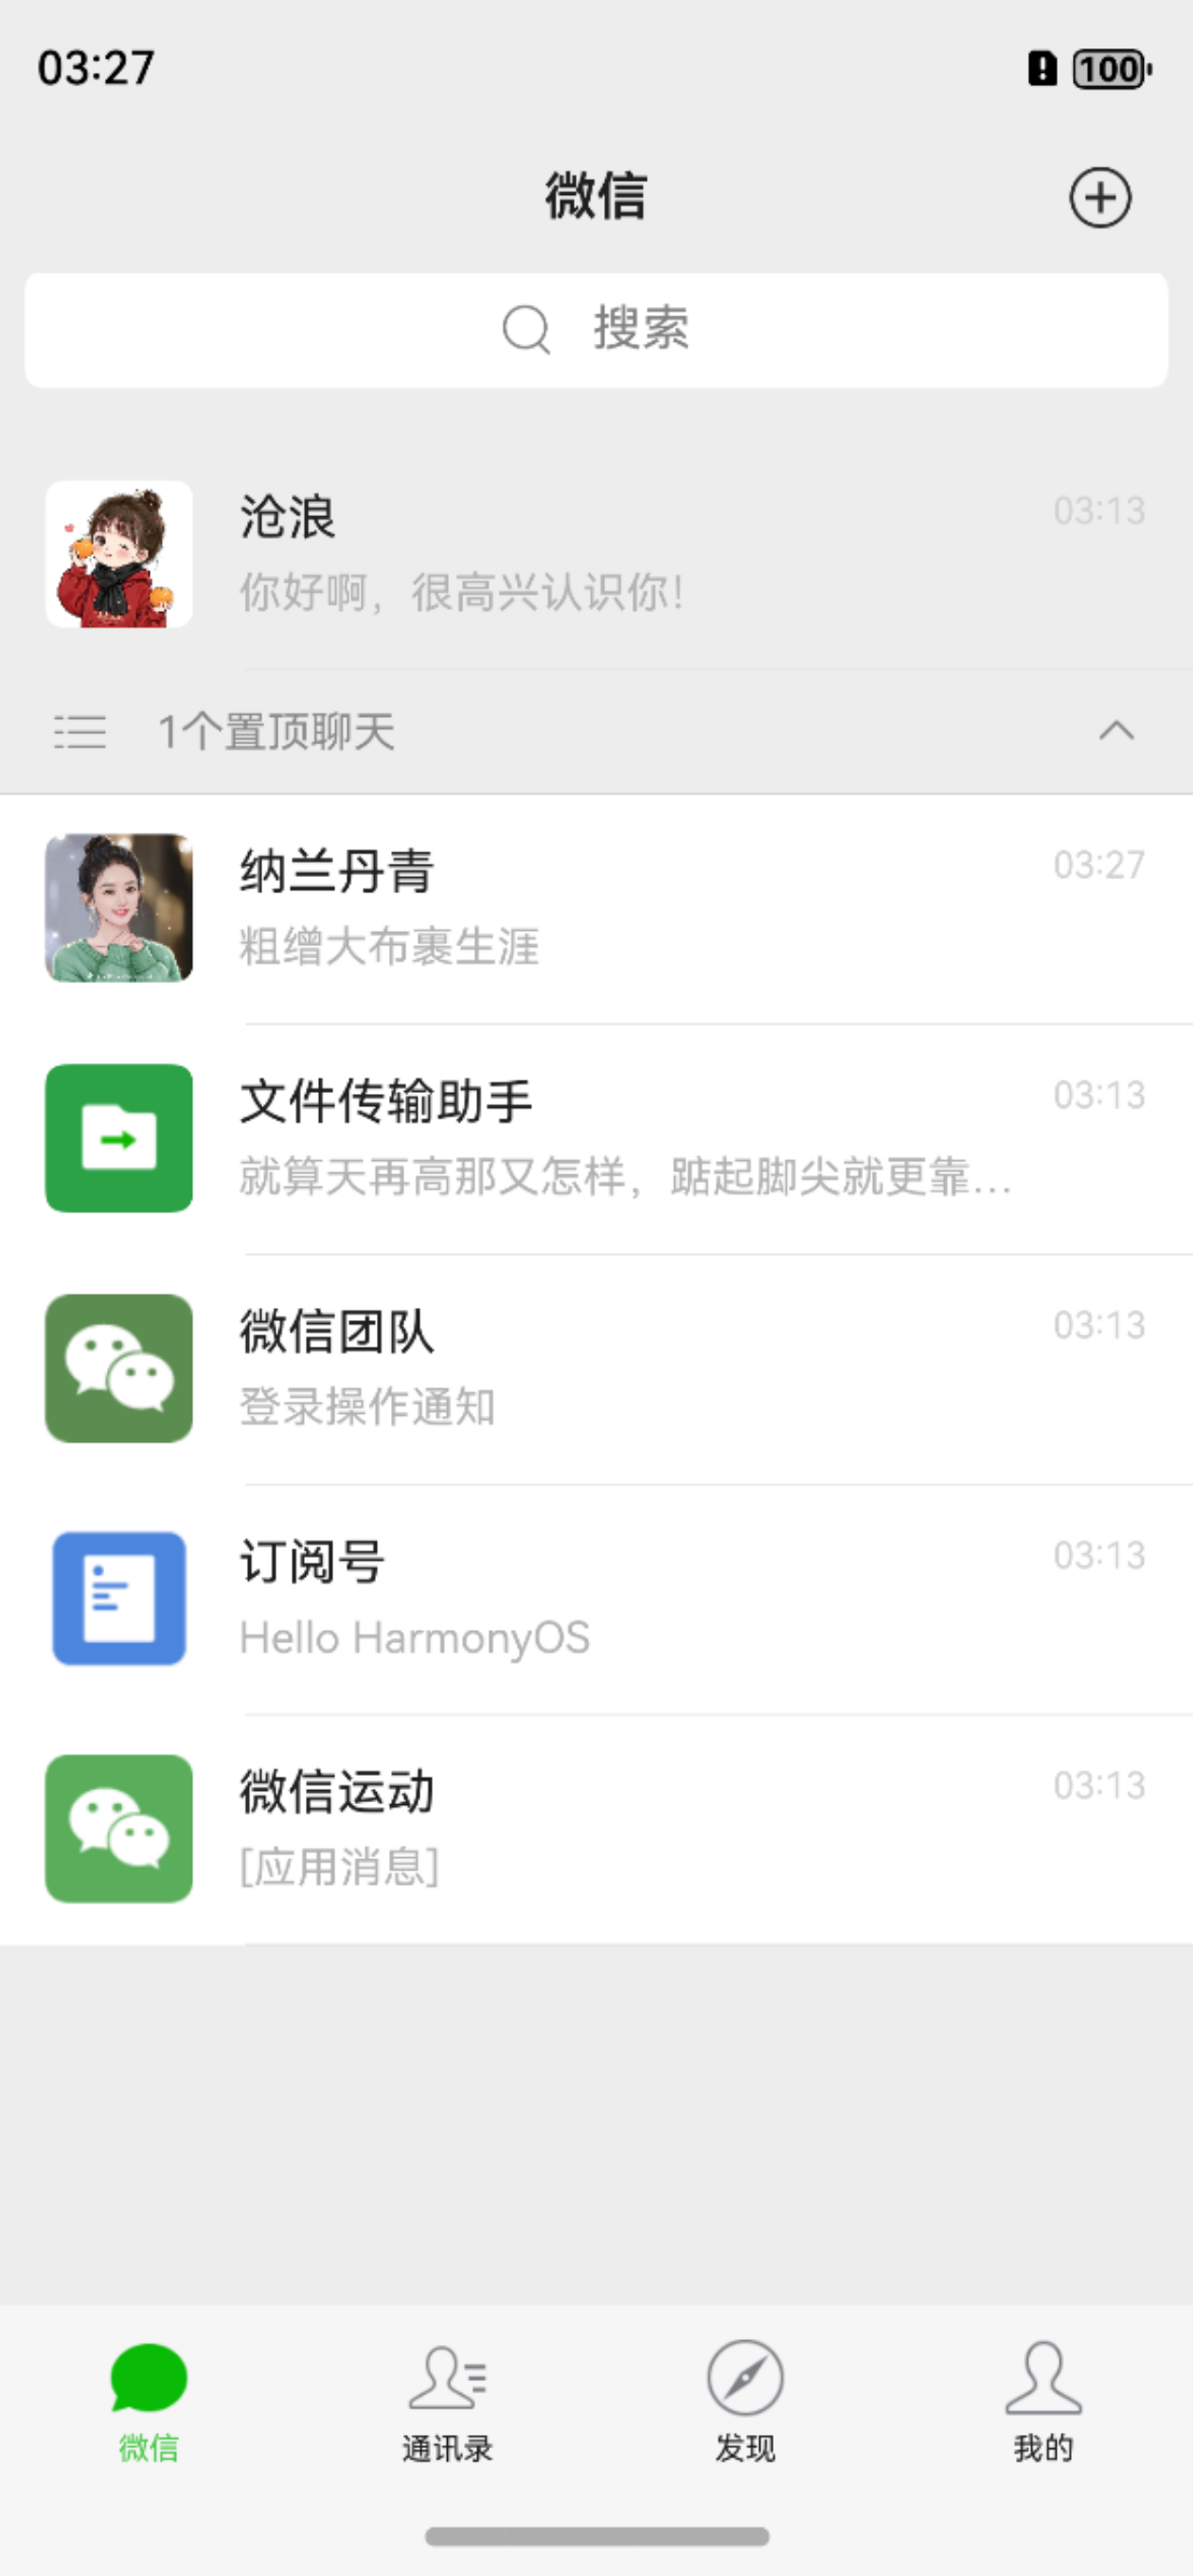 03:27
100
微信
搜索
沧浪
03:13
你好啊，很高兴认识你！
1个置顶聊天
纳兰丹青
03:27
粗缯大布裹生涯
文件传输助手
03:13
就算天再高那又怎样，踮起脚尖就更靠...
微信团队
03:13
登录操作通知
订阅号
03:13
Hello HarmonyOS
微信运动
03:13
[应用消息]
微信
通讯录
发现
我的